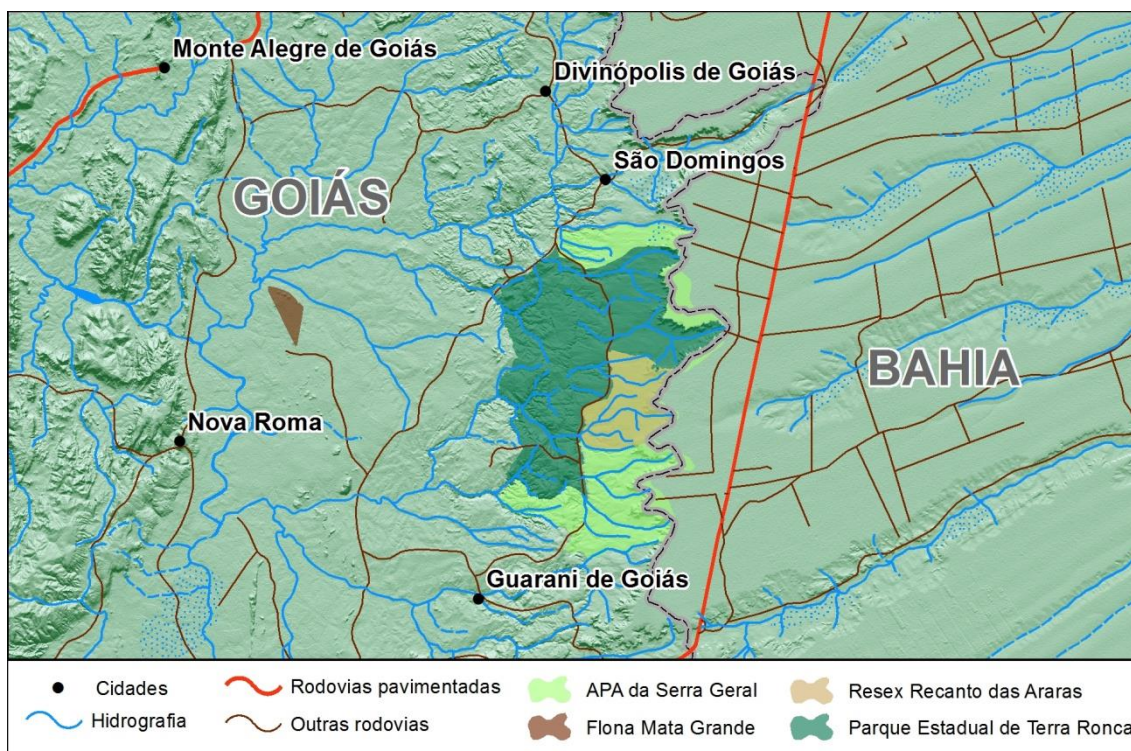 Monte Alegre de Goiás
Divinópolis de Goiás
São Domingos
GOIÁS
BAHIA
Nova Roma
Guarani de Goiás
Cidades
Rodovias pavimentadas
APA da Serra Geral
Resex Recanto das Araras
Hidrografia
Outras rodovias
Flona Mata Grande
Parque Estadual de Terra Ronca